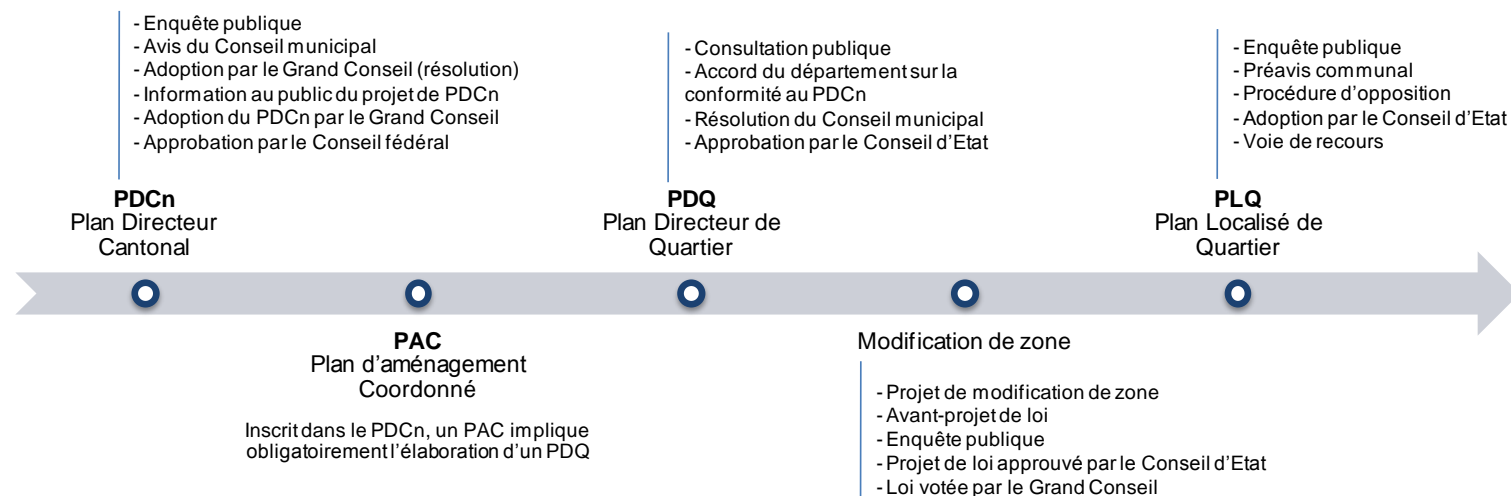 - Enquête publique
- Avis du Conseil municipal
- Adoption par le Grand Conseil (résolution)
- Information au public du projet de PDCn
- Adoption du PDCn par le Grand Conseil
- Approbation par le Conseil fédéral
PDCn
Plan Directeur
Cantonal
PAC
Plan d’aménagement
Coordonné
Inscrit dans le PDCn, un PAC implique
obligatoirement l’élaboration d’un PDQ
- Consultation publique
- Accord du département sur la
conformité au PDCn
- Résolution du Conseil municipal
- Approbation par le Conseil d’Etat
PDQ
Plan Directeur de
Quartier
Modification de zone
- Projet de modification de zone
- Avant-projet de loi
- Enquête publique
- Projet de loi approuvé par le Conseil d’Etat
- Loi votée par le Grand Conseil
- Enquête publique
- Préavis communal
- Procédure d’opposition
- Adoption par le Conseil d’Etat
- Voie de recours
PLQ
Plan Localisé de
Quartier